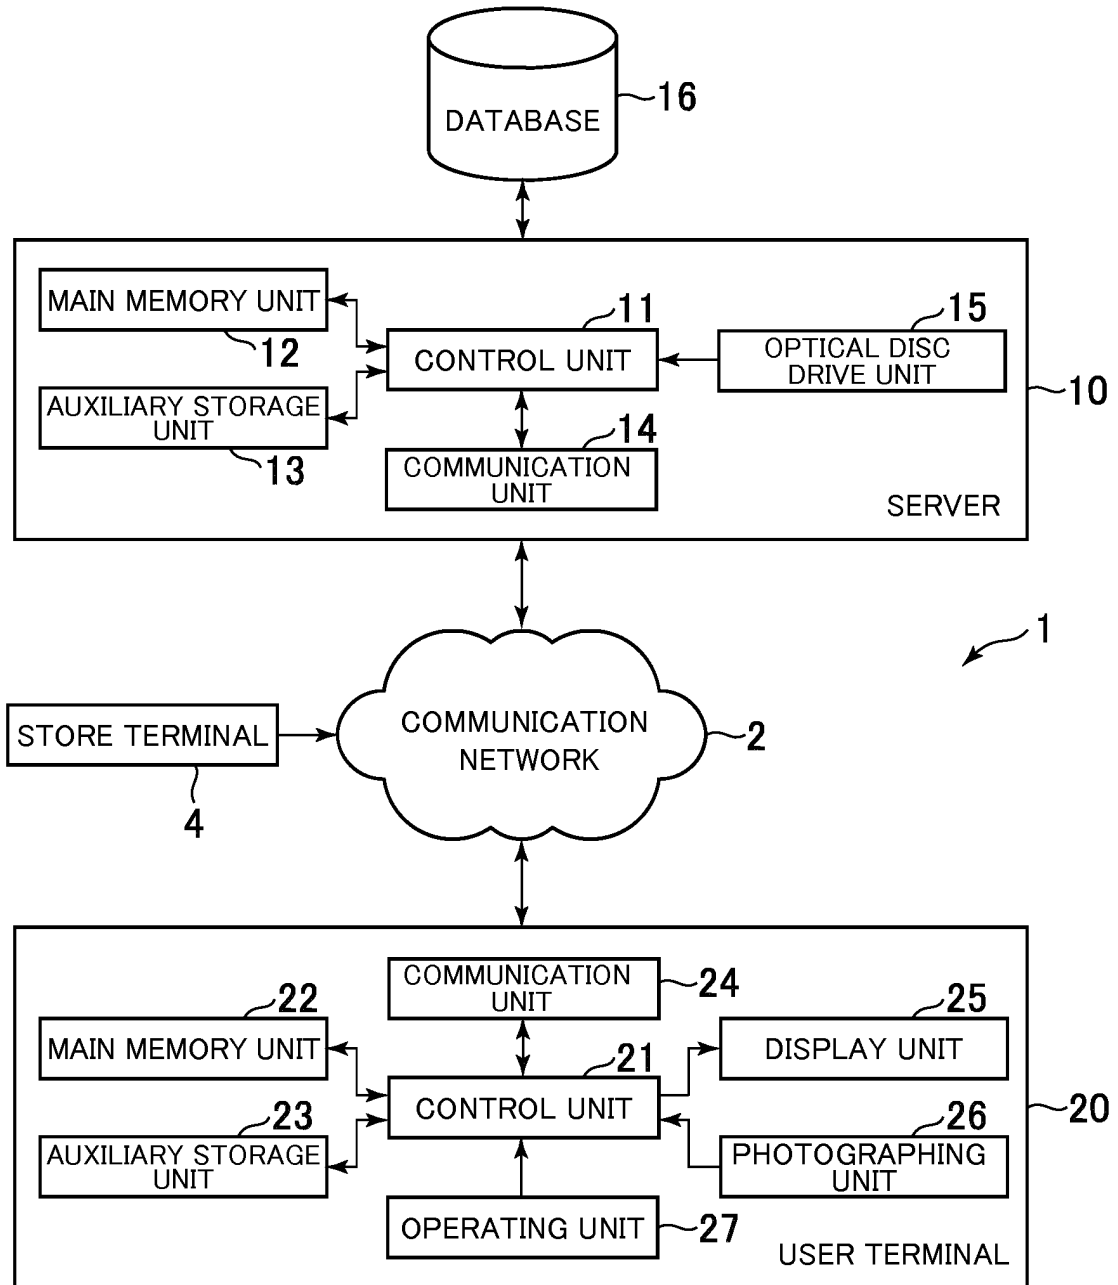 DATABASE
16
MAIN MEMORY UNIT
12
11
CONTROL UNIT
15
OPTICAL DISC
DRIVE UNIT
10
AUXILIARY STORAGE
UNIT
13
14
COMMUNICATION
UNIT
SERVER
1
STORE TERMINAL
4
COMMUNICATION
NETWORK
2
COMMUNICATION
UNIT
24
22
MAIN MEMORY UNIT
25
DISPLAY UNIT
21
CONTROL UNIT
20
23
AUXILIARY STORAGE
UNIT
26
PHOTOGRAPHING
UNIT
OPERATING UNIT
27
USER TERMINAL